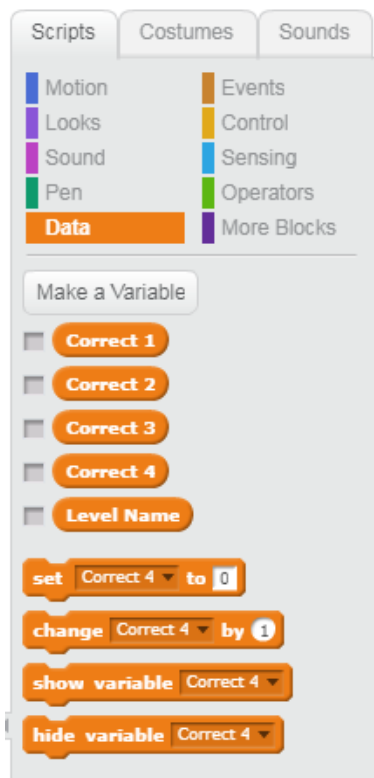 Scripts Costumes Sounds
Motion Events
Looks Control
Sound Sensing
Pen Operators
Data More Blocks
Make a Variable
Correct 1
Correct 2
Correct 3
Correct 4
Level Name
set Correct 4 to 0
change Correct 4 by 1
show variable Correct 4
hide variable Correct 4